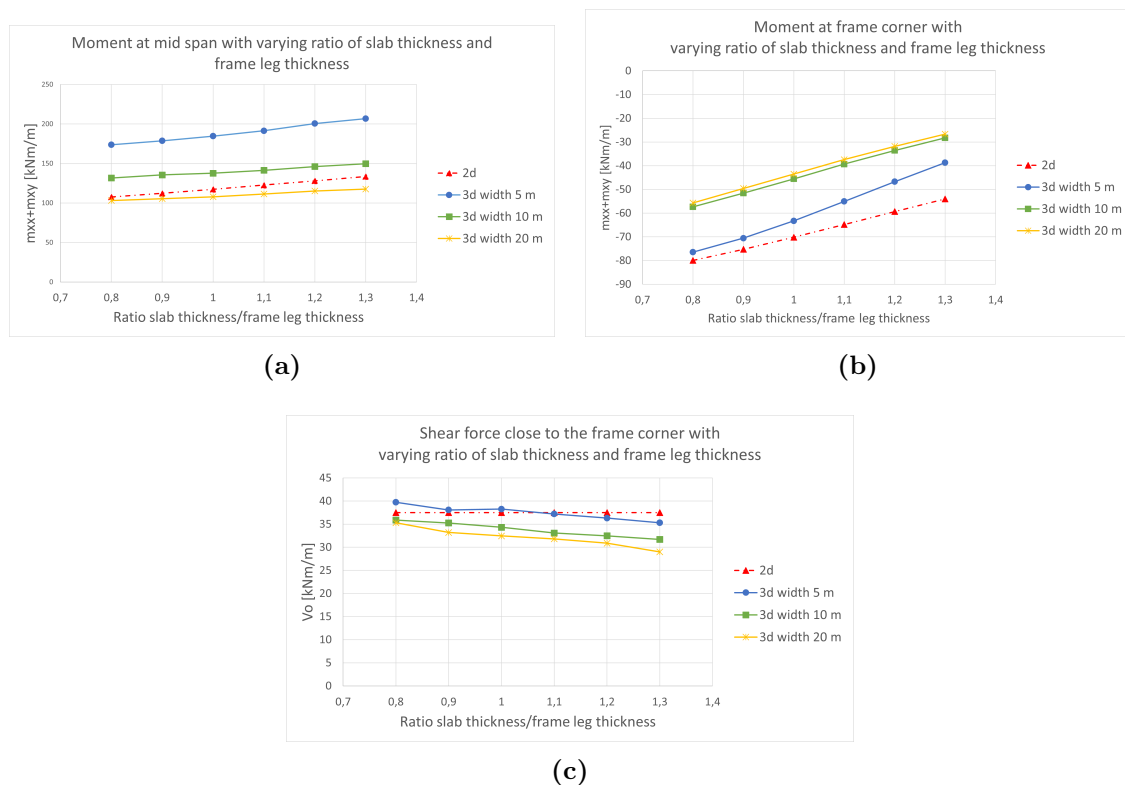 Moment at mid span with varying ratio of slab thickness and
frame leg thickness
mxx+mxy [kNm/m]
250
200
150
100
50
0
0,7 0,8 0,9 1 1,1 1,2 1,3 1,4
Ratio slab thickness/frame leg thickness
2d
3d width 5 m
3d width 10 m
3d width 20 m
(a)
Moment at frame corner with
varying ratio of slab thickness and frame leg thickness
mxx+mxy [kNm/m]
0
-10
-20
-30
-40
-50
-60
-70
-80
-90
0,7 0,8 0,9 1 1,1 1,2 1,3 1,4
Ratio slab thickness/frame leg thickness
2d
3d width 5 m
3d width 10 m
3d width 20 m
(b)
Shear force close to the frame corner with
varying ratio of slab thickness and frame leg thickness
Vo [kNm/m]
45
40
35
30
25
20
15
10
5
0
0,7 0,8 0,9 1 1,1 1,2 1,3 1,4
Ratio slab thickness/frame leg thickness
2d
3d width 5 m
3d width 10 m
3d width 20 m
(c)